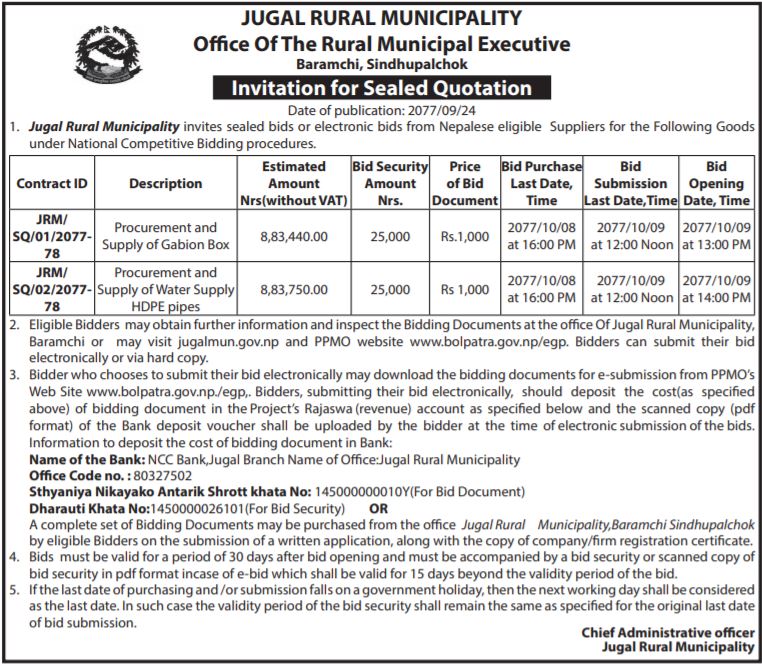 JUGAL RURAL MUNICIPALITY
Office Of The Rural Municipal Executive
Baramchi, Sindhupalchok
Invitation for Sealed Quotation
Date of publication: 2077/09/24
1. Jugal Rural Municipality invites sealed bids or electronic bids from Nepalese eligible Suppliers for the Following Goods
under National Competitive Bidding procedures.
Contract ID | Description | Estimated Amount Nrs(without VAT) | Bid Security Amount Nrs. | Price of Bid Document | Bid Purchase Last Date, Time | Bid Submission Last Date,Time | Bid Opening Date, Time
JRM/SQ/01/2077-78 | Procurement and Supply of Gabion Box | 8,83,440.00 | 25,000 | Rs.1,000 | 2077/10/08 at 16:00 PM | 2077/10/09 at 12:00 Noon | 2077/10/09 at 13:00 PM
JRM/SQ/02/2077-78 | Procurement and Supply of Water Supply HDPE pipes | 8,83,750.00 | 25,000 | Rs 1,000 | 2077/10/08 at 16:00 PM | 2077/10/09 at 12:00 Noon | 2077/10/09 at 14:00 PM
2. Eligible Bidders may obtain further information and inspect the Bidding Documents at the office Of Jugal Rural Municipality,
Baramchi or may visit jugalmun.gov.np and PPMO website www.bolpatra.gov.np/egp. Bidders can submit their bid
electronically or via hard copy.
3. Bidder who chooses to submit their bid electronically may download the bidding documents for e-submission from PPMO's
Web Site www.bolpatra.gov.np./egp,. Bidders, submitting their bid electronically, should deposit the cost(as specified
above) of bidding document in the Project's Rajaswa (revenue) account as specified below and the scanned copy (pdf
format) of the Bank deposit voucher shall be uploaded by the bidder at the time of electronic submission of the bids.
Information to deposit the cost of bidding document in Bank:
Name of the Bank: NCC Bank,Jugal Branch Name of Office:Jugal Rural Municipality
Office Code no. : 80327502
Sthyaniya Nikayako Antarik Shrott khata No: 145000000010Y(For Bid Document)
Dharauti Khata No:1450000026101(For Bid Security) OR
A complete set of Bidding Documents may be purchased from the office Jugal Rural Municipality,Baramchi Sindhupalchok
by eligible Bidders on the submission of a written application, along with the copy of company/firm registration certificate.
4. Bids must be valid for a period of 30 days after bid opening and must be accompanied by a bid security or scanned copy of
bid security in pdf format incase of e-bid which shall be valid for 15 days beyond the validity period of the bid.
5. If the last date of purchasing and /or submission falls on a government holiday, then the next working day shall be considered
as the last date. In such case the validity period of the bid security shall remain the same as specified for the original last date
of bid submission.
Chief Administrative officer
Jugal Rural Municipality